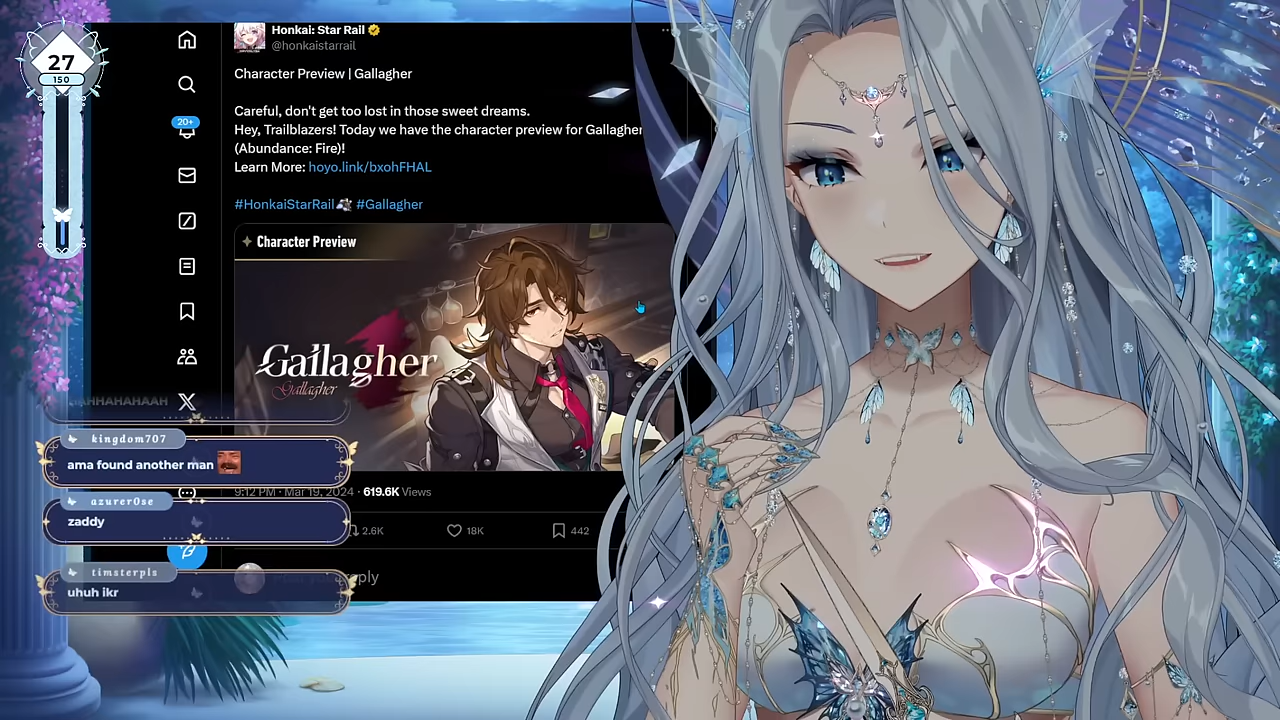 27
150
20+
Honkai: Star Rail
@honkaistarrail
Character Preview | Gallagher
Careful, don't get too lost in those sweet dreams.
Hey, Trailblazers! Today we have the character preview for Gallagher
(Abundance: Fire)!
Learn More: hoyo.link/bxohFHAL
#HonkaiStarRail #Gallagher
Character Preview
Gallagher
Gallagher
9:12 PM · Mar 19, 2024 · 619.6K Views
2.6K
18K
442
AHHAHAHAAH
kingdom707
ama found another man
azurer0se
zaddy
timsterpls
uhuh ikr